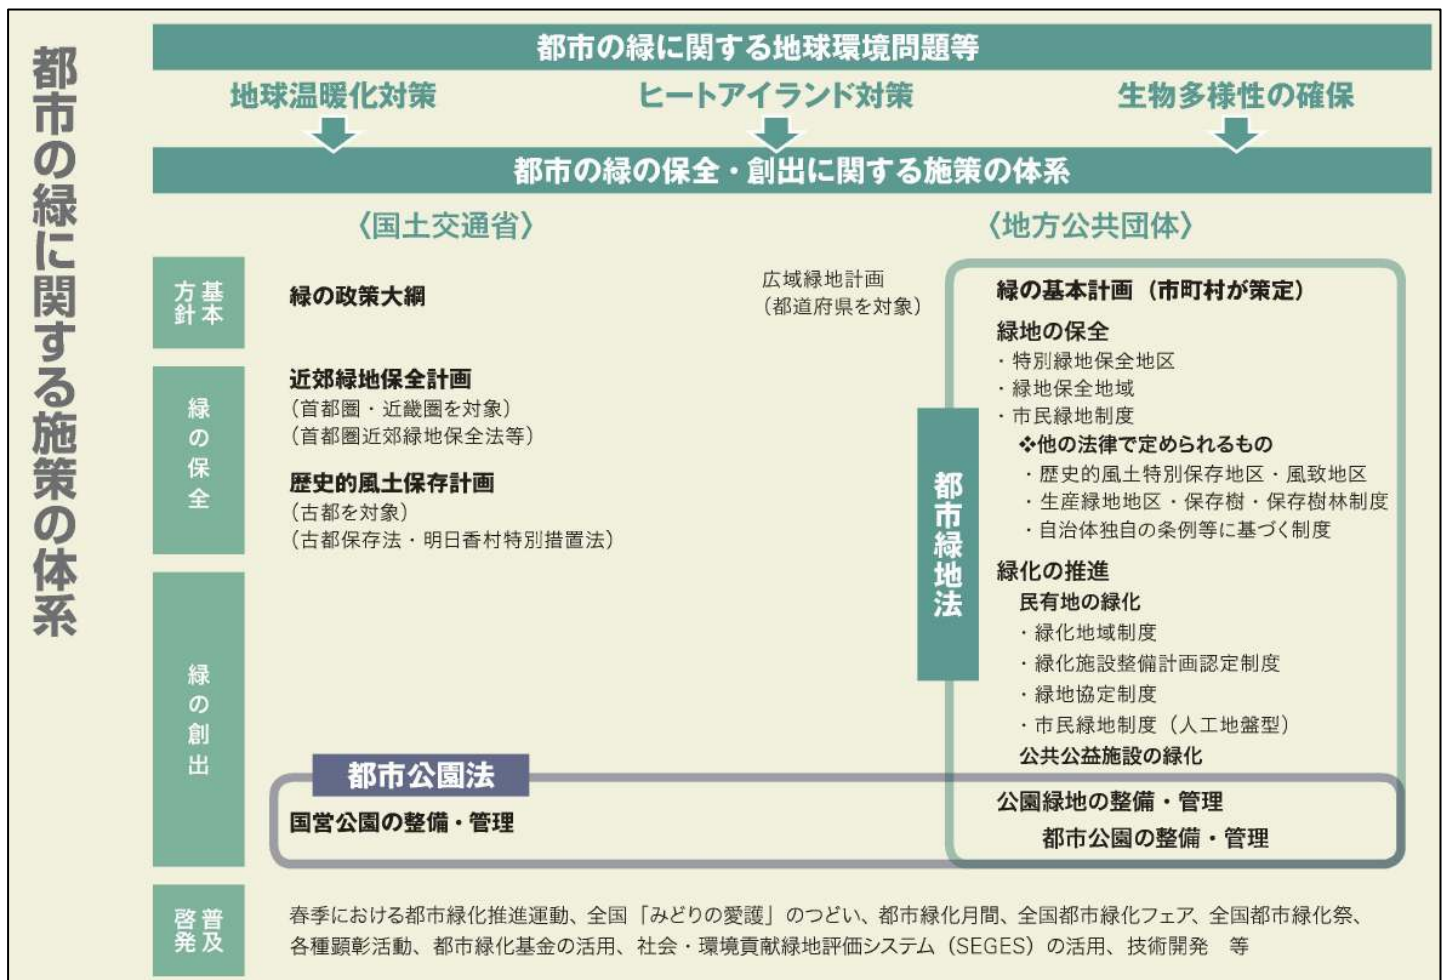 都市の緑に関する施策の体系
都市の緑に関する地球環境問題等
地球温暖化対策
ヒートアイランド対策
生物多様性の確保
都市の緑の保全・創出に関する施策の体系
〈国土交通省〉
〈地方公共団体〉
基本
方針
緑の政策大綱
広域緑地計画
（都道府県を対象）
緑の基本計画（市町村が策定）
緑の保全
近郊緑地保全計画
（首都圏・近畿圏を対象）
（首都圏近郊緑地保全法等）
歴史的風土保存計画
（古都を対象）
（古都保存法・明日香村特別措置法）
都市緑地法
緑地の保全
・特別緑地保全地区
・緑地保全地域
・市民緑地制度
❖他の法律で定められるもの
・歴史的風土特別保存地区・風致地区
・生産緑地地区・保存樹・保存樹林制度
・自治体独自の条例等に基づく制度
緑の創出
緑化の推進
民有地の緑化
・緑化地域制度
・緑化施設整備計画認定制度
・緑地協定制度
・市民緑地制度（人工地盤型）
公共公益施設の緑化
都市公園法
国営公園の整備・管理
公園緑地の整備・管理
都市公園の整備・管理
普及
啓発
春季における都市緑化推進運動、全国「みどりの愛護」のつどい、都市緑化月間、全国都市緑化フェア、全国都市緑化祭、
各種顕彰活動、都市緑化基金の活用、社会・環境貢献緑地評価システム（SEGES）の活用、技術開発　等